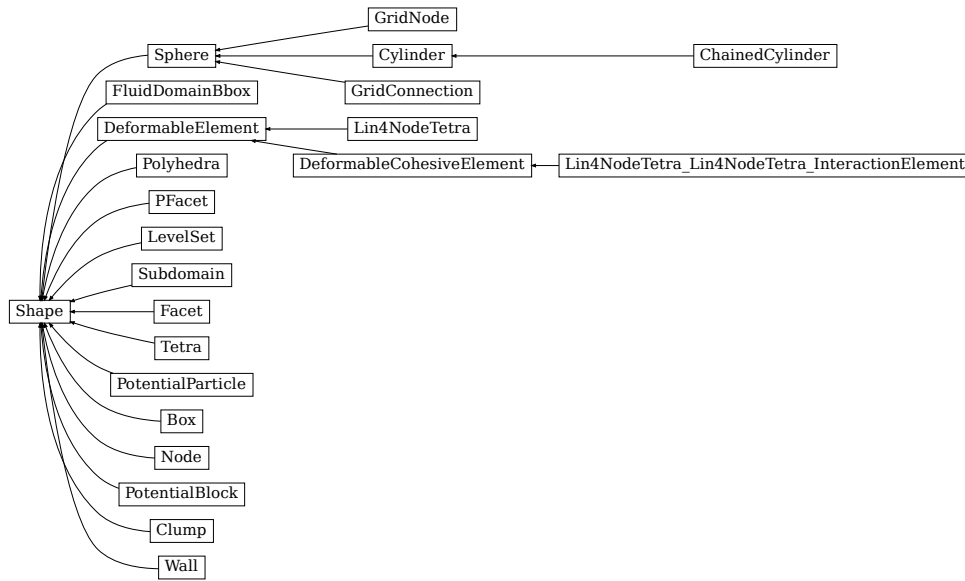 GridNode
Sphere
Cylinder
ChainedCylinder
FluidDomainBbox
GridConnection
DeformableElement
Lin4NodeTetra
Polyhedra
DeformableCohesiveElement
Lin4NodeTetra_Lin4NodeTetra_InteractionElement
PFacet
LevelSet
Subdomain
Shape
Facet
Tetra
PotentialParticle
Box
Node
PotentialBlock
Clump
Wall